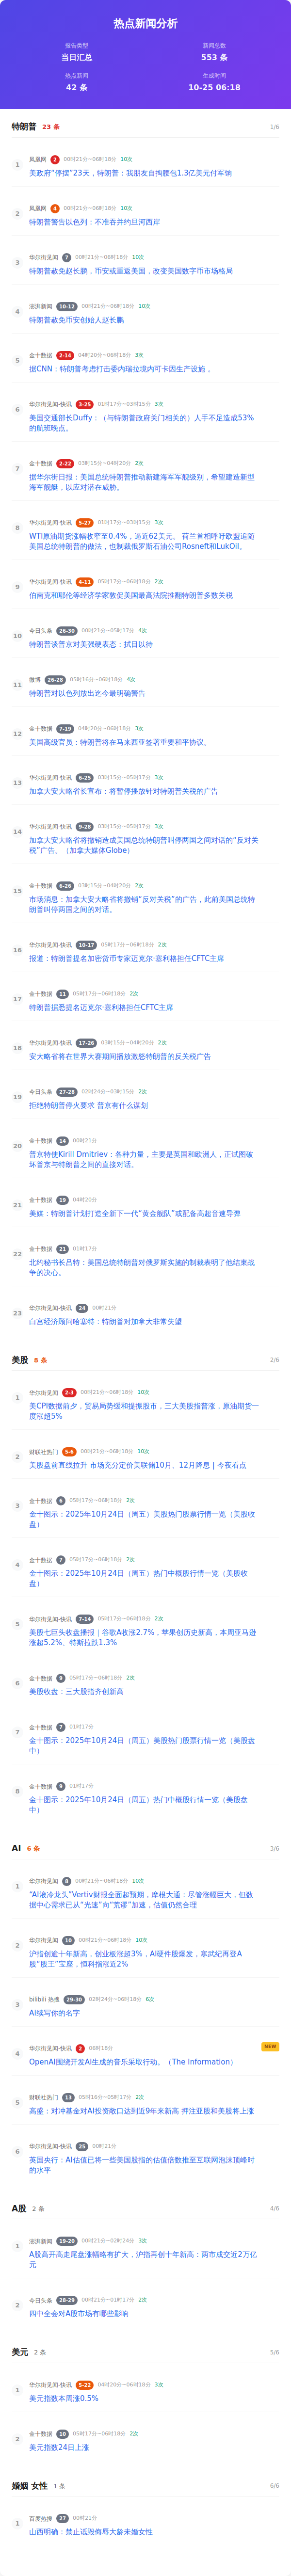 热点新闻分析
报告类型
新闻总数
当日汇总
553 条
热点新闻
生成时间
42 条
10-25 06:18
特朗普 23 条
1/6
1
凤凰网 2 00时21分~06时18分 10次
美政府“停摆”23天，特朗普：我朋友自掏腰包1.3亿美元付军饷
2
凤凰网 4 00时21分~06时18分 10次
特朗普警告以色列：不准吞并约旦河西岸
3
华尔街见闻 7 00时21分~06时18分 10次
特朗普赦免赵长鹏，币安或重返美国，改变美国数字货币市场格局
4
澎湃新闻 10-12 00时21分~06时18分 10次
特朗普赦免币安创始人赵长鹏
5
金十数据 2-14 04时20分~06时18分 3次
据CNN：特朗普考虑打击委内瑞拉境内可卡因生产设施 。
6
华尔街见闻-快讯 3-25 01时17分~03时15分 3次
美国交通部长Duffy：（与特朗普政府关门相关的）人手不足造成53%
的航班晚点。
7
金十数据 2-22 03时15分~04时20分 2次
据华尔街日报：美国总统特朗普推动新建海军军舰级别，希望建造新型
海军舰艇，以应对潜在威胁。
8
华尔街见闻-快讯 5-27 01时17分~03时15分 3次
WTI原油期货涨幅收窄至0.4%，逼近62美元。 荷兰首相呼吁欧盟追随
美国总统特朗普的做法，也制裁俄罗斯石油公司Rosneft和LukOil。
9
华尔街见闻-快讯 4-11 05时17分~06时18分 2次
伯南克和耶伦等经济学家敦促美国最高法院推翻特朗普多数关税
10
今日头条 26-30 00时21分~05时17分 4次
特朗普谈普京对美强硬表态：拭目以待
11
微博 26-28 05时16分~06时18分 4次
特朗普对以色列放出迄今最明确警告
12
金十数据 7-19 04时20分~06时18分 3次
美国高级官员：特朗普将在马来西亚签署重要和平协议。
13
华尔街见闻-快讯 6-25 03时15分~05时17分 3次
加拿大安大略省长宣布：将暂停播放针对特朗普关税的广告
14
华尔街见闻-快讯 9-28 03时15分~05时17分 3次
加拿大安大略省将撤销造成美国总统特朗普叫停两国之间对话的“反对关
税”广告。（加拿大媒体Globe）
15
金十数据 6-26 03时15分~04时20分 2次
市场消息：加拿大安大略省将撤销“反对关税”的广告，此前美国总统特
朗普叫停两国之间的对话。
16
华尔街见闻-快讯 10-17 05时17分~06时18分 2次
报道：特朗普提名加密货币专家迈克尔·塞利格担任CFTC主席
17
金十数据 11 05时17分~06时18分 2次
特朗普据悉提名迈克尔·塞利格担任CFTC主席
18
华尔街见闻-快讯 17-26 03时15分~04时20分 2次
安大略省将在世界大赛期间播放激怒特朗普的反关税广告
19
今日头条 27-28 02时24分~03时15分 2次
拒绝特朗普停火要求 普京有什么谋划
20
金十数据 14 00时21分
普京特使Kirill Dmitriev：各种力量，主要是英国和欧洲人，正试图破
坏普京与特朗普之间的直接对话。
21
金十数据 19 04时20分
美媒：特朗普计划打造全新下一代“黄金舰队”或配备高超音速导弹
22
金十数据 21 01时17分
北约秘书长吕特：美国总统特朗普对俄罗斯实施的制裁表明了他结束战
争的决心。
23
华尔街见闻-快讯 24 00时21分
白宫经济顾问哈塞特：特朗普对加拿大非常失望
美股 8 条
2/6
1
华尔街见闻 2-3 00时21分~06时18分 10次
美CPI数据前夕，贸易局势缓和提振股市，三大美股指普涨，原油期货一
度涨超5%
2
财联社热门 5-6 00时21分~06时18分 10次
美股盘前直线拉升 市场充分定价美联储10月、12月降息 | 今夜看点
3
金十数据 6 05时17分~06时18分 2次
金十图示：2025年10月24日（周五）美股热门股票行情一览（美股收
盘）
4
金十数据 7 05时17分~06时18分 2次
金十图示：2025年10月24日（周五）美股热门中概股行情一览（美股收
盘）
5
华尔街见闻-快讯 7-14 05时17分~06时18分 2次
美股七巨头收盘播报｜谷歌A收涨2.7%，苹果创历史新高，本周亚马逊
涨超5.2%、特斯拉跌1.3%
6
金十数据 9 05时17分~06时18分 2次
美股收盘：三大股指齐创新高
7
金十数据 7 01时17分
金十图示：2025年10月24日（周五）美股热门股票行情一览（美股盘
中）
8
金十数据 9 01时17分
金十图示：2025年10月24日（周五）美股热门中概股行情一览（美股盘
中）
AI 6 条
3/6
1
华尔街见闻 8 00时21分~06时18分 10次
“AI液冷龙头”Vertiv财报全面超预期，摩根大通：尽管涨幅巨大，但数
据中心需求已从“光速”向“荒谬”加速，估值仍然合理
2
华尔街见闻 10 00时21分~06时18分 10次
沪指创逾十年新高，创业板涨超3%，AI硬件股爆发，寒武纪再登A
股“股王”宝座，恒科指涨近2%
3
bilibili 热搜 29-30 02时24分~06时18分 6次
AI续写你的名字
4
华尔街见闻-快讯 2 06时18分
NEW
OpenAI围绕开发AI生成的音乐采取行动。（The Information）
5
财联社热门 13 05时16分~05时17分 2次
高盛：对冲基金对AI投资敞口达到近9年来新高 押注亚股和美股将上涨
6
华尔街见闻-快讯 25 00时21分
英国央行：AI估值已将一些美国股指的估值倍数推至互联网泡沫顶峰时
的水平
A股 2 条
4/6
1
澎湃新闻 19-20 00时21分~02时24分 3次
A股高开高走尾盘涨幅略有扩大，沪指再创十年新高：两市成交近2万亿
元
2
今日头条 28-29 00时21分~01时17分 2次
四中全会对A股市场有哪些影响
美元 2 条
5/6
1
华尔街见闻-快讯 5-22 04时20分~06时18分 3次
美元指数本周涨0.5%
2
金十数据 10 05时17分~06时18分 2次
美元指数24日上涨
婚姻 女性 1 条
6/6
1
百度热搜 27 00时21分
山西明确：禁止诋毁侮辱大龄未婚女性